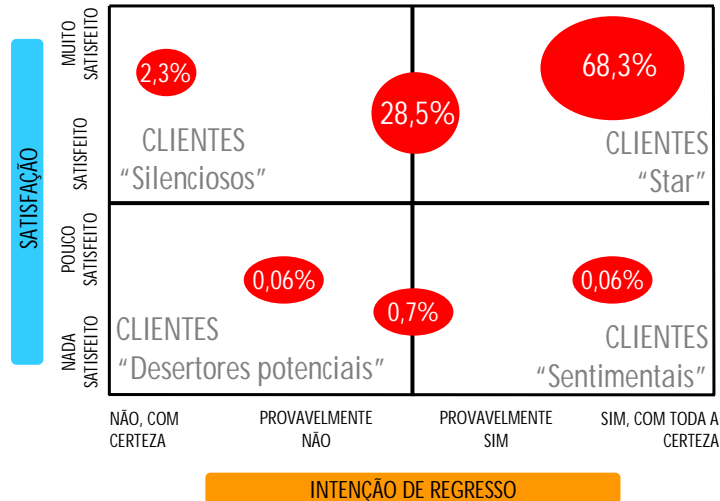 SATISFAÇÃO
MUITO
SATISFEITO
SATISFEITO
POUCO
SATISFEITO
NADA
SATISFEITO
2,3%
68,3%
28,5%
CLIENTES
“Silenciosos”
CLIENTES
“Star”
0,06%
0,7%
0,06%
CLIENTES
“Desertores potenciais”
CLIENTES
“Sentimentais”
NÃO, COM
CERTEZA
PROVAVELMENTE
NÃO
PROVAVELMENTE
SIM
SIM, COM TODA A
CERTEZA
INTENÇÃO DE REGRESSO